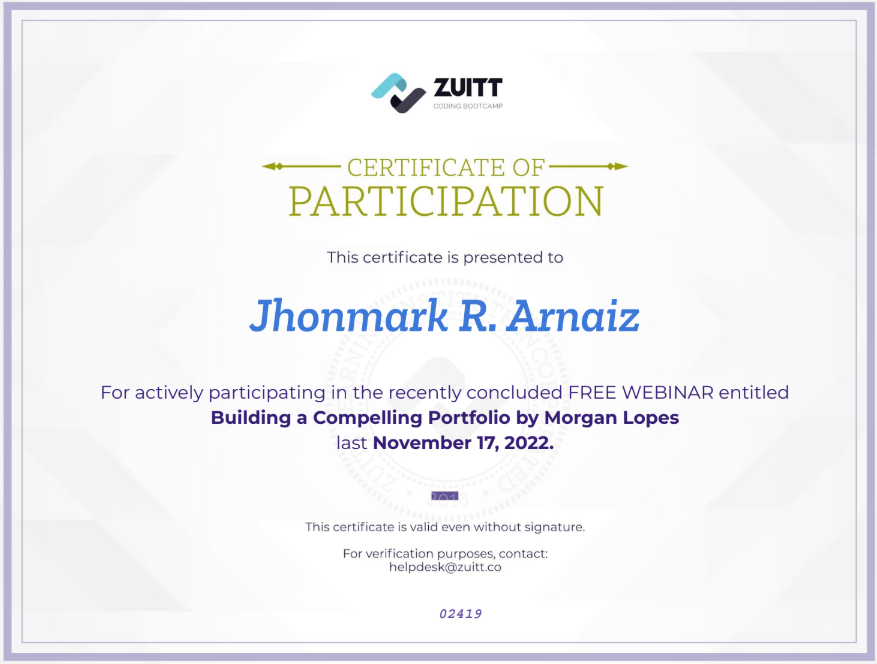 ZUITT
CODING BOOTCAMP
CERTIFICATE OF
PARTICIPATION
This certificate is presented to
Jhonmark R. Arnaiz
For actively participating in the recently concluded FREE WEBINAR entitled
Building a Compelling Portfolio by Morgan Lopes
last November 17, 2022.
2015
This certificate is valid even without signature.
For verification purposes, contact:
helpdesk@zuitt.co
02419